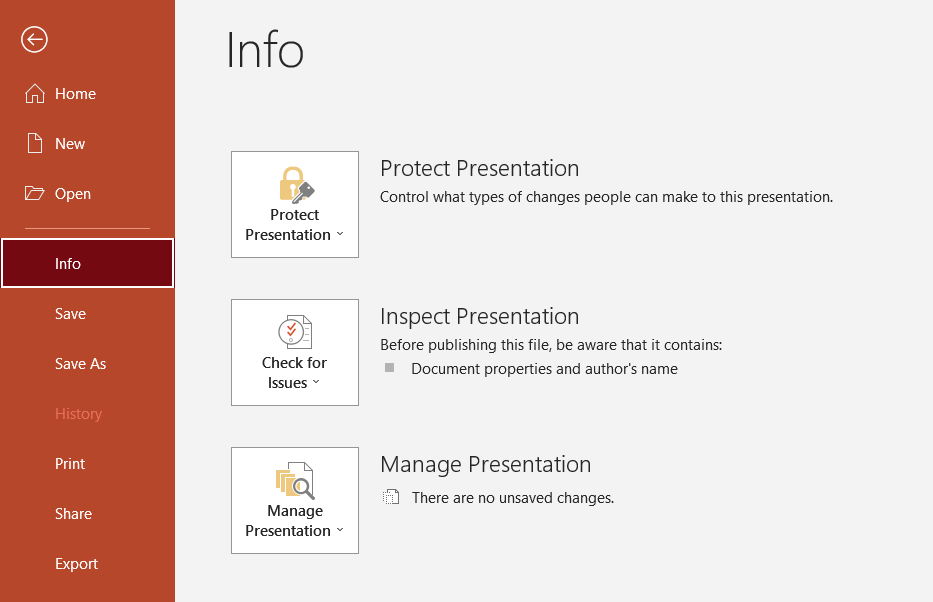 Info
Home
New
Open
Info
Save
Save As
History
Print
Share
Export
Protect
Presentation
Protect Presentation
Control what types of changes people can make to this presentation.
Check for
Issues
Inspect Presentation
Before publishing this file, be aware that it contains:
Document properties and author's name
Manage
Presentation
Manage Presentation
There are no unsaved changes.